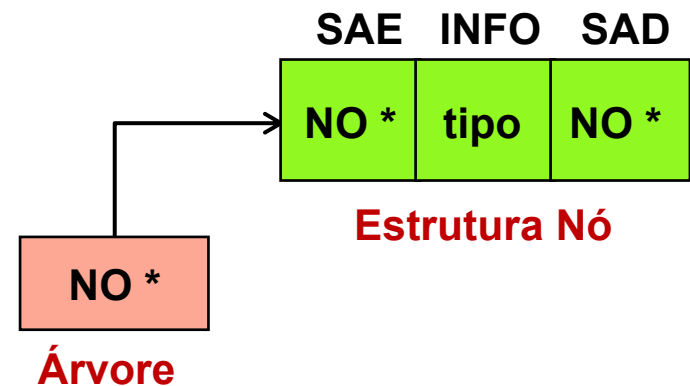 SAE INFO SAD
NO * tipo NO *
Estrutura Nó
NO *
Árvore